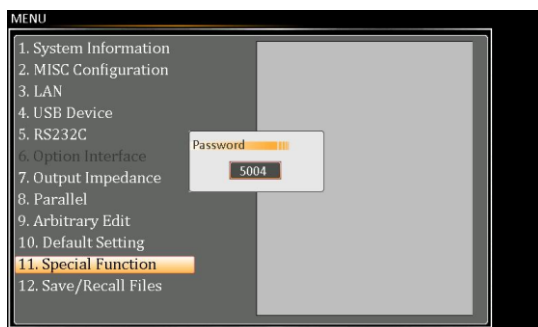 MENU
1. System Information
2. MISC Configuration
3. LAN
4. USB Device
5. RS232C
6. Option Interface
7. Output Impedance
8. Parallel
9. Arbitrary Edit
10. Default Setting
11. Special Function
12. Save/Recall Files
Password
5004